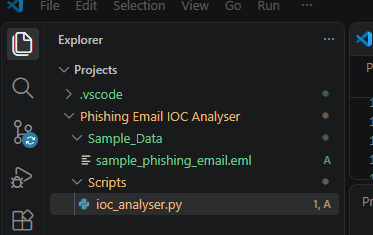 File Edit Selection View Go Run ···
Explorer ···
Projects
.vscode
Phishing Email IOC Analyser
Sample_Data
sample_phishing_email.eml A
Scripts
ioc_analyser.py 1, A